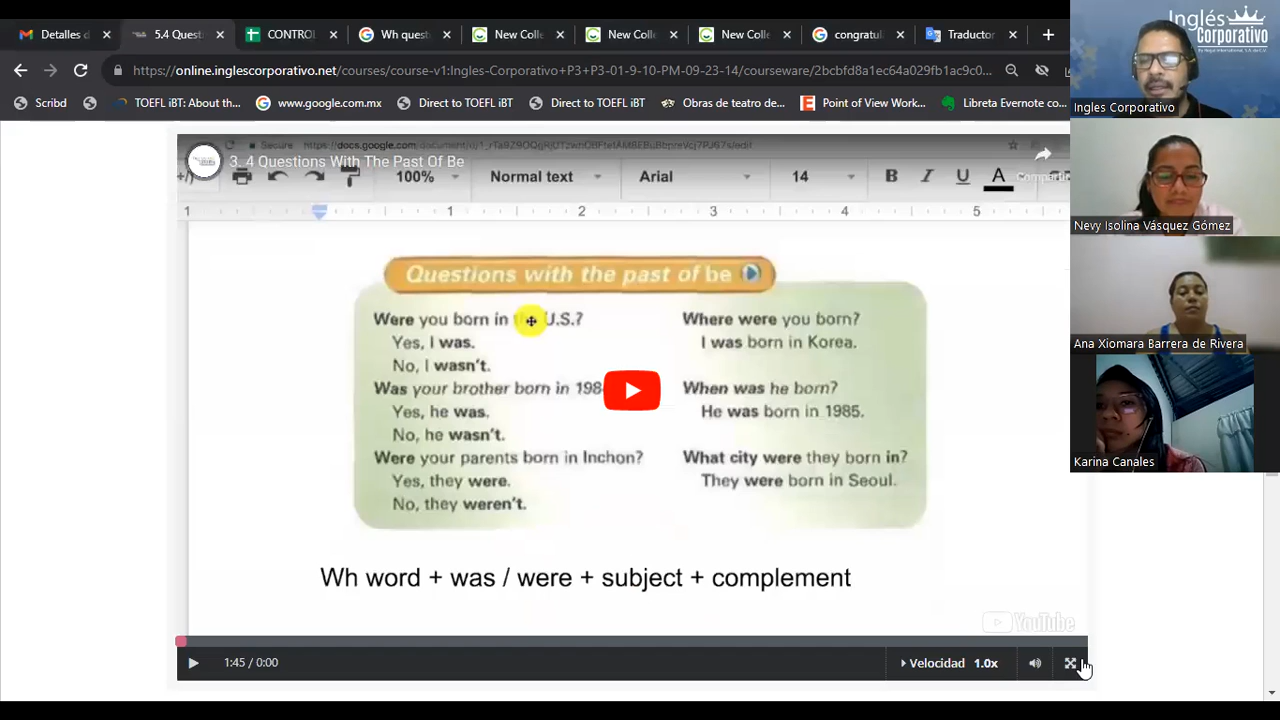 Detalles d
5.4 Quest
CONTROL
Wh quest
New Colle
New Colle
New Colle
congratul
Traductor
https://online.inglescorporativo.net/courses/course-v1:Ingles-Corporativo+P3+P3-01-9-10-PM-09-23-14/courseware/2bcbfd8a1ec64a029fb1ac9c0...
Scribd
TOEFL iBT: About th...
www.google.com.mx
Direct to TOEFL iBT
Direct to TOEFL iBT
Obras de teatro de...
Point of View Work...
Libreta Evernote co...
Inglés
Corporativo
Ingles Corporativo
Nevy Isolina Vásquez Gómez
Ana Xiomara Barrera de Rivera
Karina Canales
Secure
3. 4 Questions With The Past Of Be
100%
Normal text
Arial
14
B
I
U
A
1 1 2 3 4 5
Questions with the past of be
Were you born in the U.S.?
Yes, I was.
No, I wasn't.
Was your brother born in 198
Yes, he was.
No, he wasn't.
Were your parents born in Inchon?
Yes, they were.
No, they weren't.
Where were you born?
I was born in Korea.
When was he born?
He was born in 1985.
What city were they born in?
They were born in Seoul.
Wh word + was / were + subject + complement
YouTube
1:45 / 0:00
Velocidad 1.0x